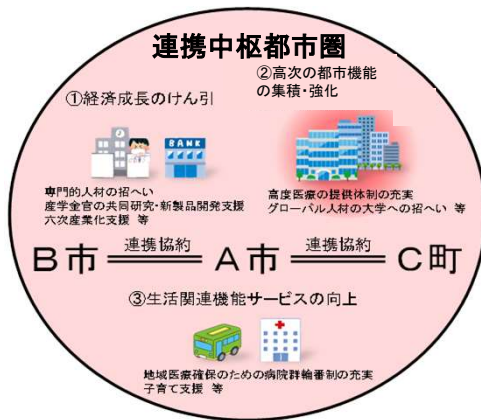 連携中枢都市圏
②高次の都市機能
の集積・強化
①経済成長のけん引
BANK
専門的人材の招へい
産学金官の共同研究・新製品開発支援
六次産業化支援 等
高度医療の提供体制の充実
グローバル人材の大学への招へい 等
連携協約 連携協約
B市 A市 C町
③生活関連機能サービスの向上
地域医療確保のための病院群輪番制の充実
子育て支援 等